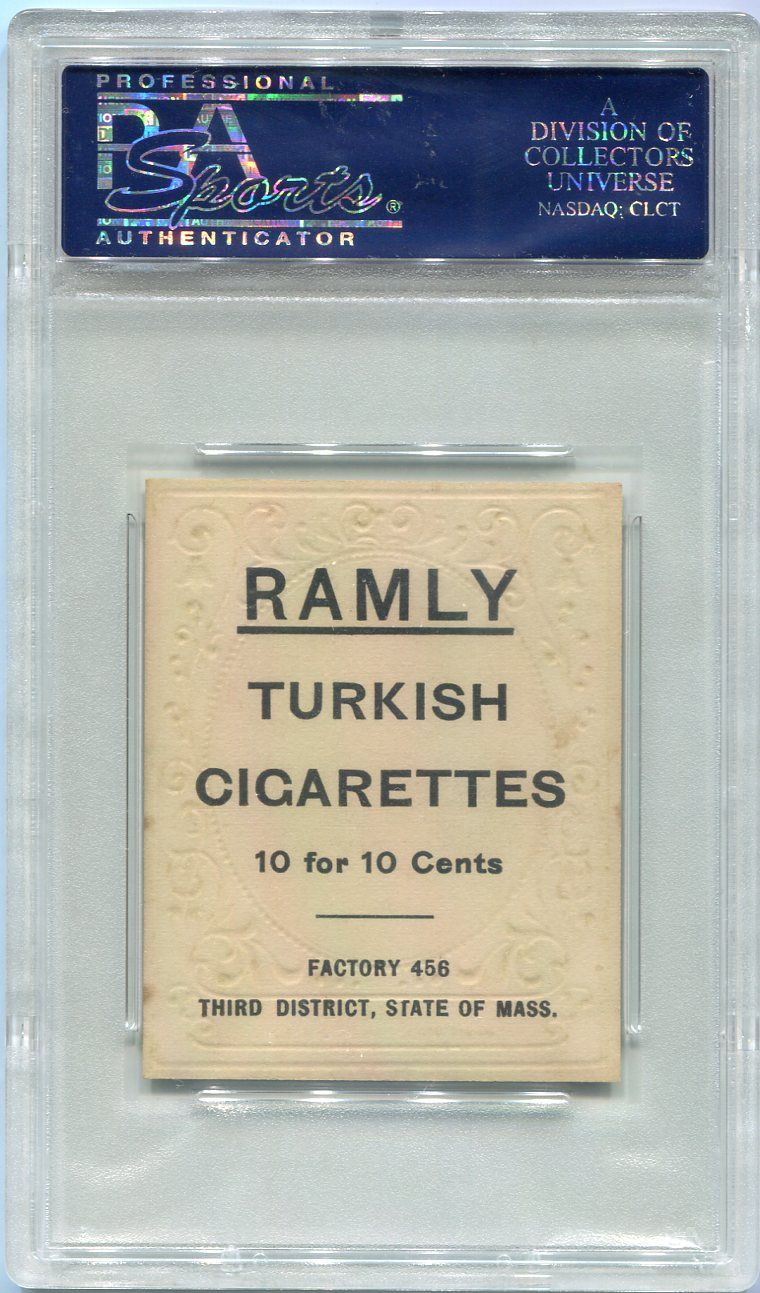 PROFESSIONAL
PSA
Sports®
AUTHENTICATOR
A
DIVISION OF
COLLECTORS
UNIVERSE
NASDAQ: CLCT
RAMLY
TURKISH
CIGARETTES
10 for 10 Cents
FACTORY 456
THIRD DISTRICT, STATE OF MASS.